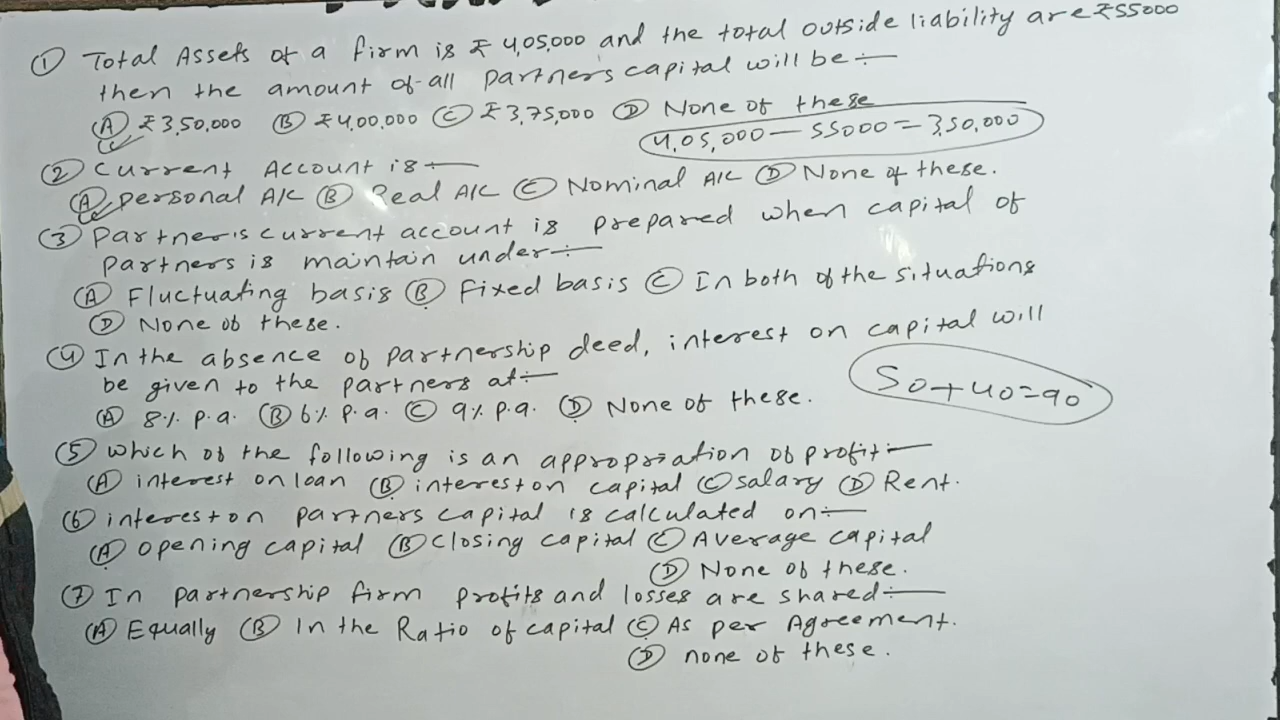 ① Total Assets of a firm is ₹ 4,05,000 and the total outside liability are ₹55000
then the amount of all partners capital will be:-
Ⓐ ₹3,50,000 Ⓑ ₹4,00,000 Ⓒ ₹3,75,000 Ⓓ None of these
4,05,000 - 55000 = 3,50,000
② Current Account is:-
Ⓐ personal A/C Ⓑ Real A/C Ⓒ Nominal A/C Ⓓ None of these.
③ Partner's current account is prepared when capital of
partners is maintain under:-
Ⓐ Fluctuating basis Ⓑ Fixed basis Ⓒ In both of the situations
Ⓓ None of these.
④ In the absence of partnership deed, interest on capital will
be given to the partners at:-
50+40=90
Ⓐ 8% p.a. Ⓑ 6% p.a. Ⓒ 9% p.a. Ⓓ None of these.
⑤ which of the following is an appropriation of profit:-
Ⓐ interest on loan Ⓑ interest on capital Ⓒ salary Ⓓ Rent.
⑥ interest on partners capital is calculated on:-
Ⓐ opening capital Ⓑ Closing capital Ⓒ Average capital
Ⓓ None of these.
⑦ In partnership firm profits and losses are shared:-
Ⓐ Equally Ⓑ In the Ratio of capital Ⓒ As per Agreement.
Ⓓ none of these.